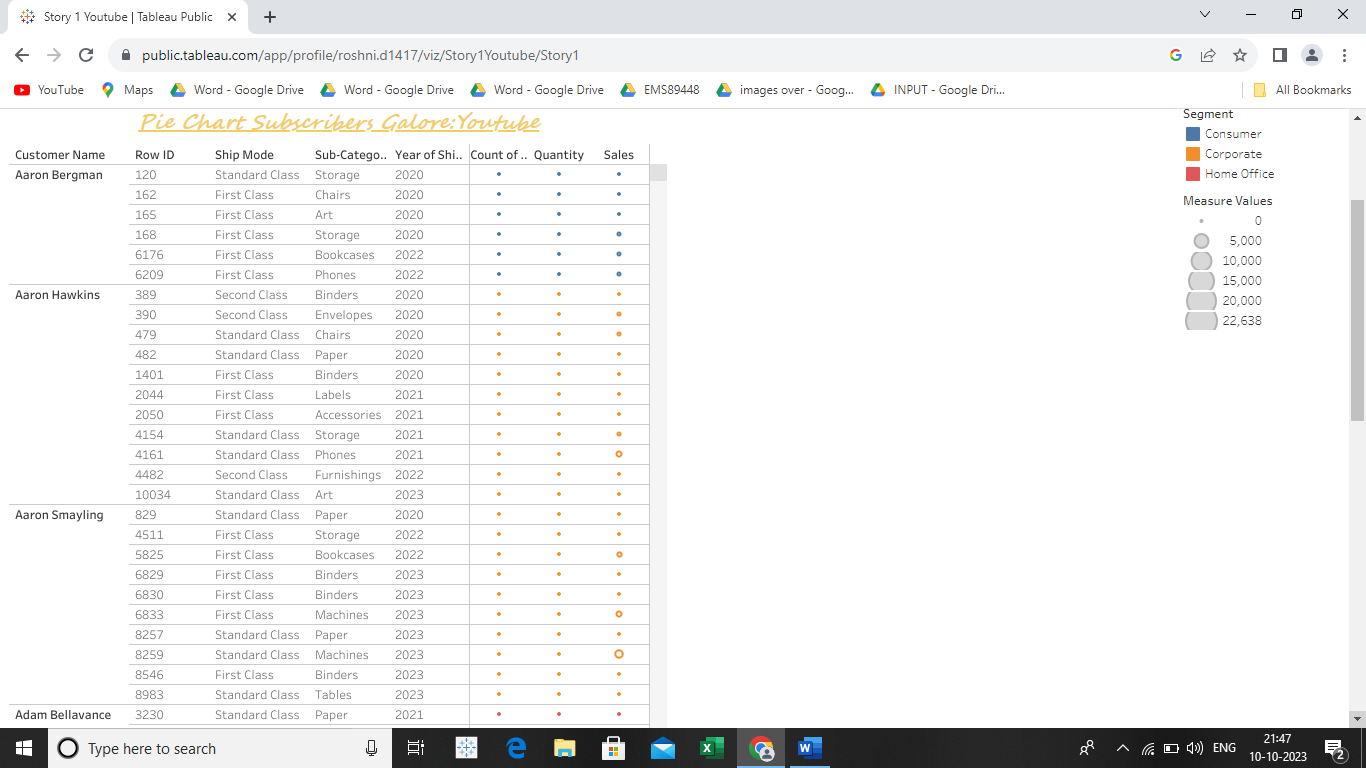 Story 1 Youtube | Tableau Public
public.tableau.com/app/profile/roshni.d1417/viz/Story1Youtube/Story1
YouTube Maps Word - Google Drive Word - Google Drive Word - Google Drive EMS89448 images over - Goog... INPUT - Google Dri... All Bookmarks
Pie Chart Subscribers Galore:Youtube
Customer Name Row ID Ship Mode Sub-Catego.. Year of Shi.. Count of .. Quantity Sales
Aaron Bergman 120 Standard Class Storage 2020
162 First Class Chairs 2020
165 First Class Art 2020
168 First Class Storage 2020
6176 First Class Bookcases 2022
6209 First Class Phones 2022
Aaron Hawkins 389 Second Class Binders 2020
390 Second Class Envelopes 2020
479 Standard Class Chairs 2020
482 Standard Class Paper 2020
1401 First Class Binders 2020
2044 First Class Labels 2021
2050 First Class Accessories 2021
4154 Standard Class Storage 2021
4161 Standard Class Phones 2021
4482 Second Class Furnishings 2022
10034 Standard Class Art 2023
Aaron Smayling 829 Standard Class Paper 2020
4511 First Class Storage 2022
5825 First Class Bookcases 2022
6829 First Class Binders 2023
6830 First Class Binders 2023
6833 First Class Machines 2023
8257 Standard Class Paper 2023
8259 Standard Class Machines 2023
8546 First Class Binders 2023
8983 Standard Class Tables 2023
Adam Bellavance 3230 Standard Class Paper 2021
Segment
Consumer
Corporate
Home Office
Measure Values
0
5,000
10,000
15,000
20,000
22,638
Type here to search
ENG
21:47
10-10-2023
2